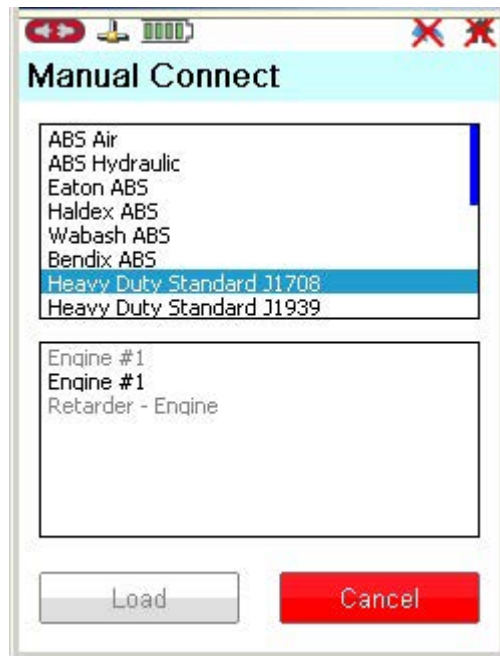 Manual Connect
ABS Air
ABS Hydraulic
Eaton ABS
Haldex ABS
Wabash ABS
Bendix ABS
Heavy Duty Standard J1708
Heavy Duty Standard J1939
Engine #1
Engine #1
Retarder - Engine
Load
Cancel